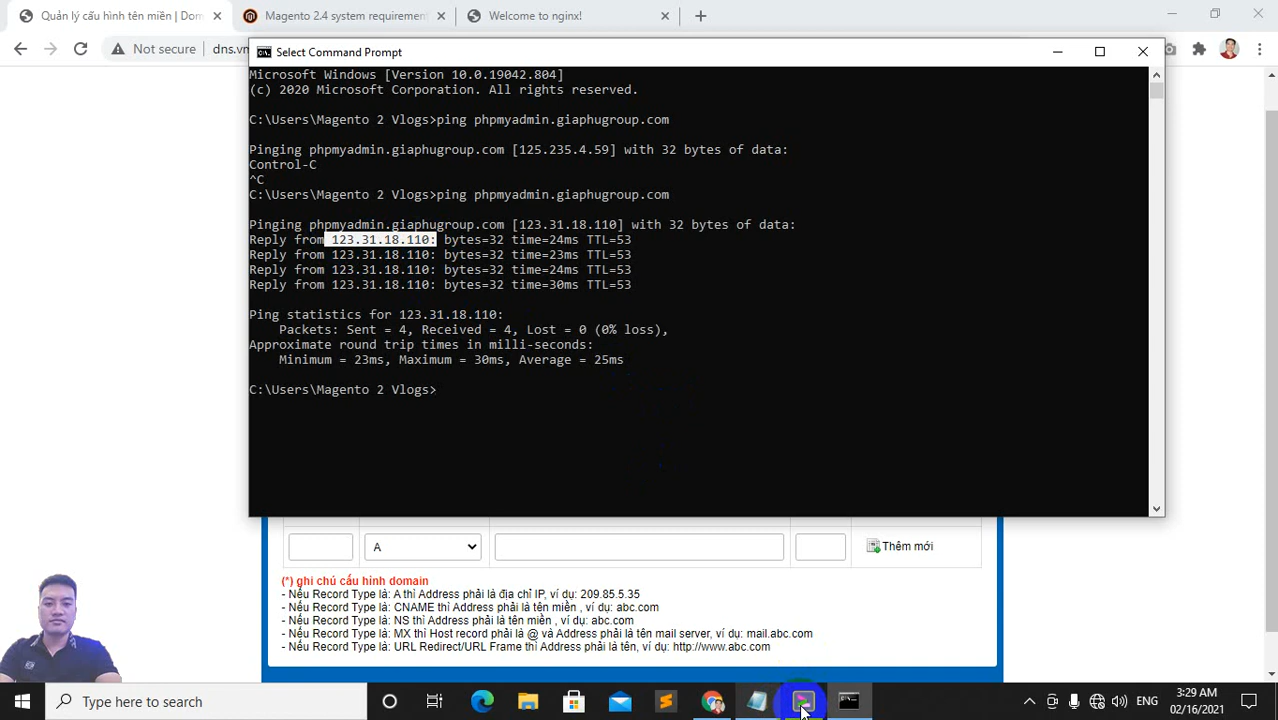 Quản lý cấu hình tên miền | Dom
Magento 2.4 system requirement
Welcome to nginx!
Not secure
dns.vn
Select Command Prompt
Microsoft Windows [Version 10.0.19042.804]
(c) 2020 Microsoft Corporation. All rights reserved.
C:\Users\Magento 2 Vlogs>ping phpmyadmin.giaphugroup.com
Pinging phpmyadmin.giaphugroup.com [125.235.4.59] with 32 bytes of data:
Control-C
^C
C:\Users\Magento 2 Vlogs>ping phpmyadmin.giaphugroup.com
Pinging phpmyadmin.giaphugroup.com [123.31.18.110] with 32 bytes of data:
Reply from 123.31.18.110: bytes=32 time=24ms TTL=53
Reply from 123.31.18.110: bytes=32 time=23ms TTL=53
Reply from 123.31.18.110: bytes=32 time=24ms TTL=53
Reply from 123.31.18.110: bytes=32 time=30ms TTL=53
Ping statistics for 123.31.18.110:
Packets: Sent = 4, Received = 4, Lost = 0 (0% loss),
Approximate round trip times in milli-seconds:
Minimum = 23ms, Maximum = 30ms, Average = 25ms
C:\Users\Magento 2 Vlogs>
A
Thêm mới
(*) ghi chú cấu hình domain
- Nếu Record Type là: A thì Address phải là địa chỉ IP, ví dụ: 209.85.5.35
- Nếu Record Type là: CNAME thì Address phải là tên miền , ví dụ: abc.com
- Nếu Record Type là: NS thì Address phải là tên miền , ví dụ: abc.com
- Nếu Record Type là: MX thì Host record phải là @ và Address phải là tên mail server, ví dụ: mail.abc.com
- Nếu Record Type là: URL Redirect/URL Frame thì Address phải là tên, ví dụ: http://www.abc.com
Type here to search
ENG
3:29 AM
02/16/2021